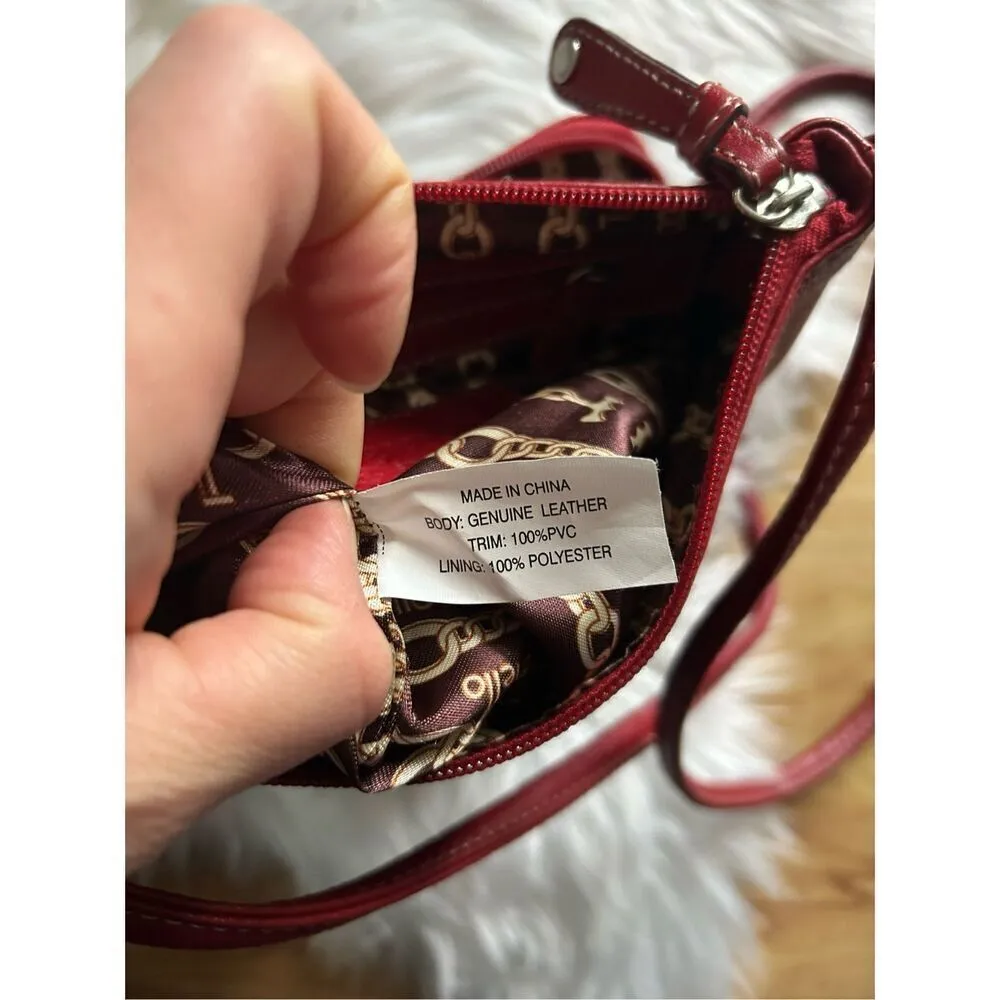 MADE IN CHINA
BODY: GENUINE LEATHER
TRIM: 100%PVC
LINING: 100% POLYESTER